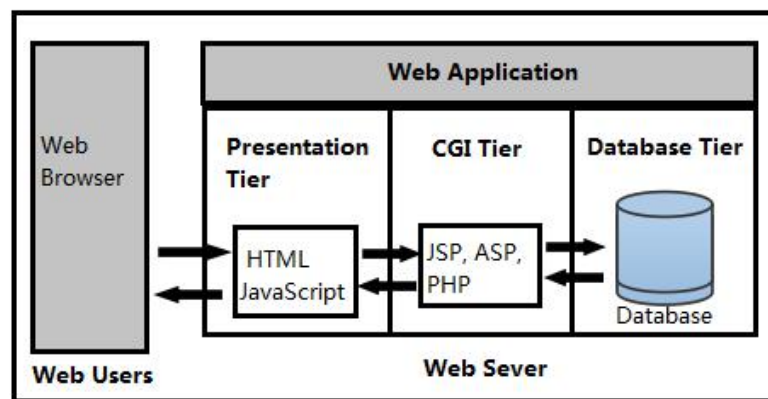 Web Application
Web
Browser
Presentation
Tier
CGI Tier
Database Tier
HTML
JavaScript
JSP, ASP,
PHP
Database
Web Users
Web Sever